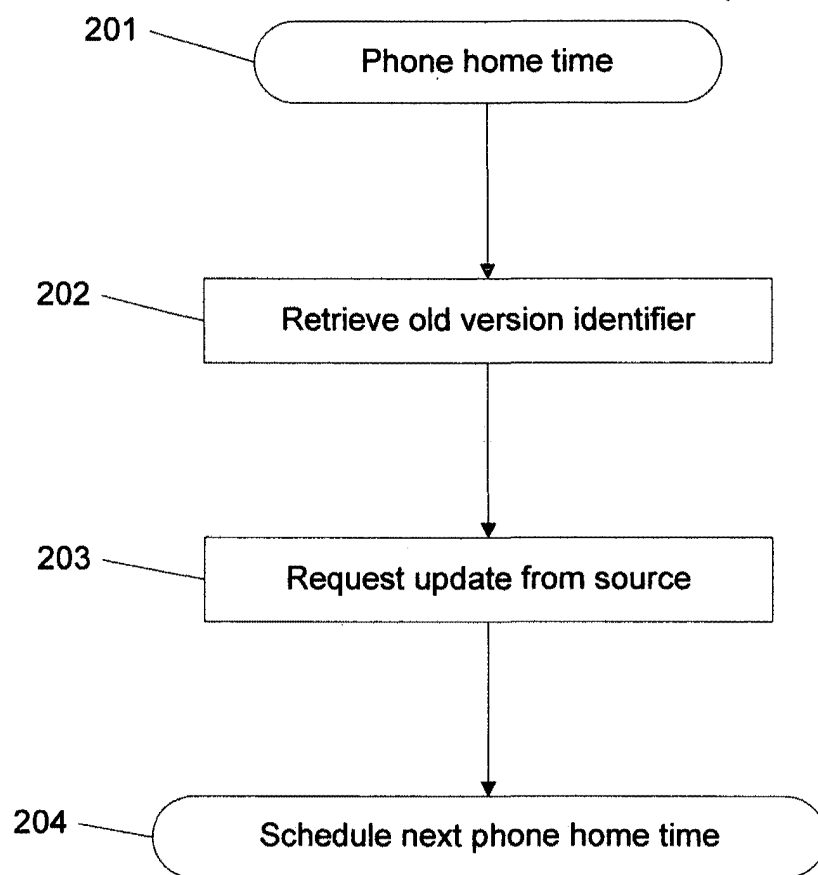 201
Phone home time
202
Retrieve old version identifier
203
Request update from source
204
Schedule next phone home time